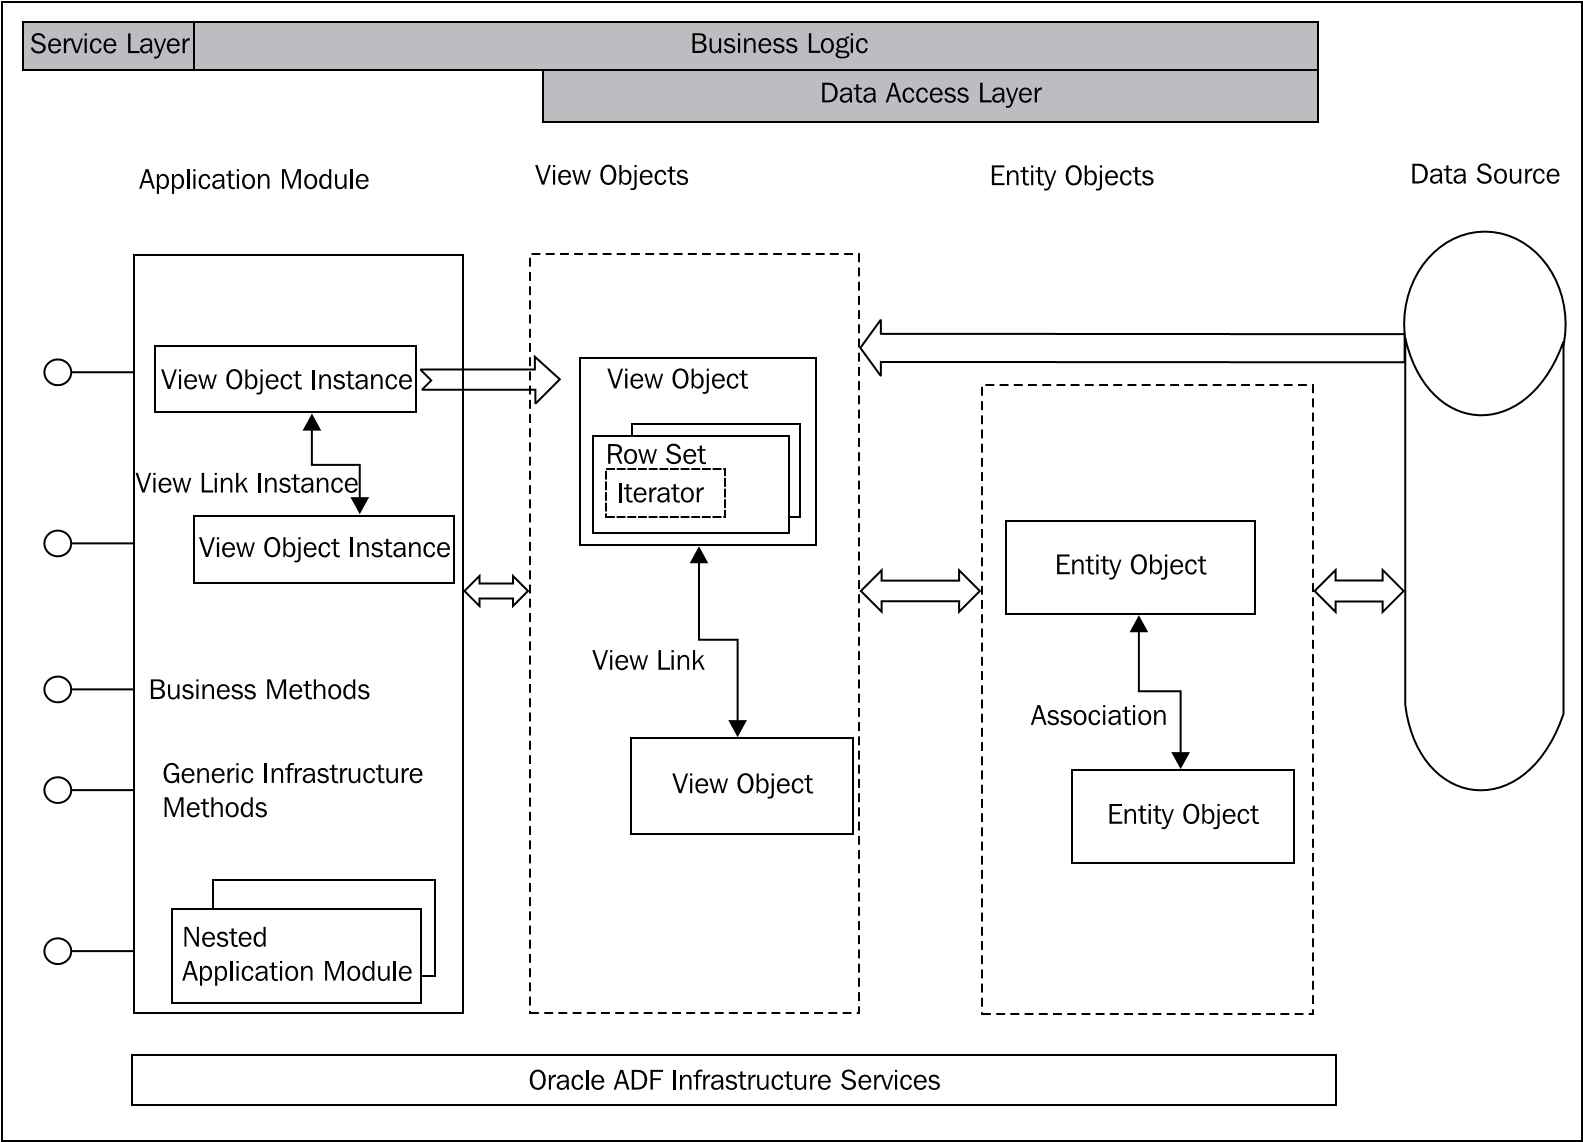 Service Layer
Business Logic
Data Access Layer
Application Module
View Objects
Entity Objects
Data Source
View Object Instance
View Link Instance
View Object Instance
Business Methods
Generic Infrastructure
Methods
Nested
Application Module
View Object
Row Set
Iterator
View Link
View Object
Entity Object
Association
Entity Object
Oracle ADF Infrastructure Services